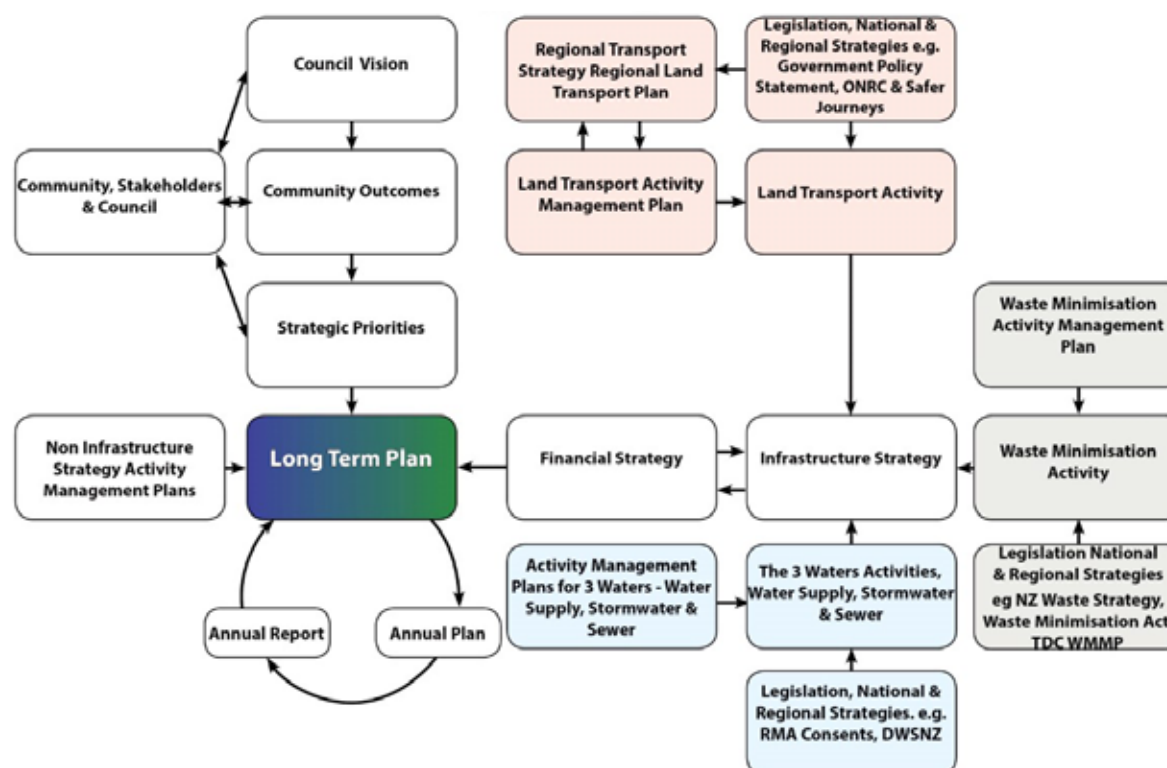 Council Vision
Regional Transport
Strategy Regional Land
Transport Plan
Legislation, National &
Regional Strategies e.g.
Government Policy
Statement, ONRC & Safer
Journeys
Community, Stakeholders
& Council
Community Outcomes
Land Transport Activity
Management Plan
Land Transport Activity
Strategic Priorities
Waste Minimisation
Activity Management
Plan
Non Infrastructure
Strategy Activity
Management Plans
Long Term Plan
Financial Strategy
Infrastructure Strategy
Waste Minimisation
Activity
Activity Management
Plans for 3 Waters - Water
Supply, Stormwater &
Sewer
The 3 Waters Activities,
Water Supply, Stormwater
& Sewer
Legislation National
& Regional Strategies
eg NZ Waste Strategy,
Waste Minimisation Act
TDC WMMP
Annual Report
Annual Plan
Legislation, National &
Regional Strategies. e.g.
RMA Consents, DWSNZ